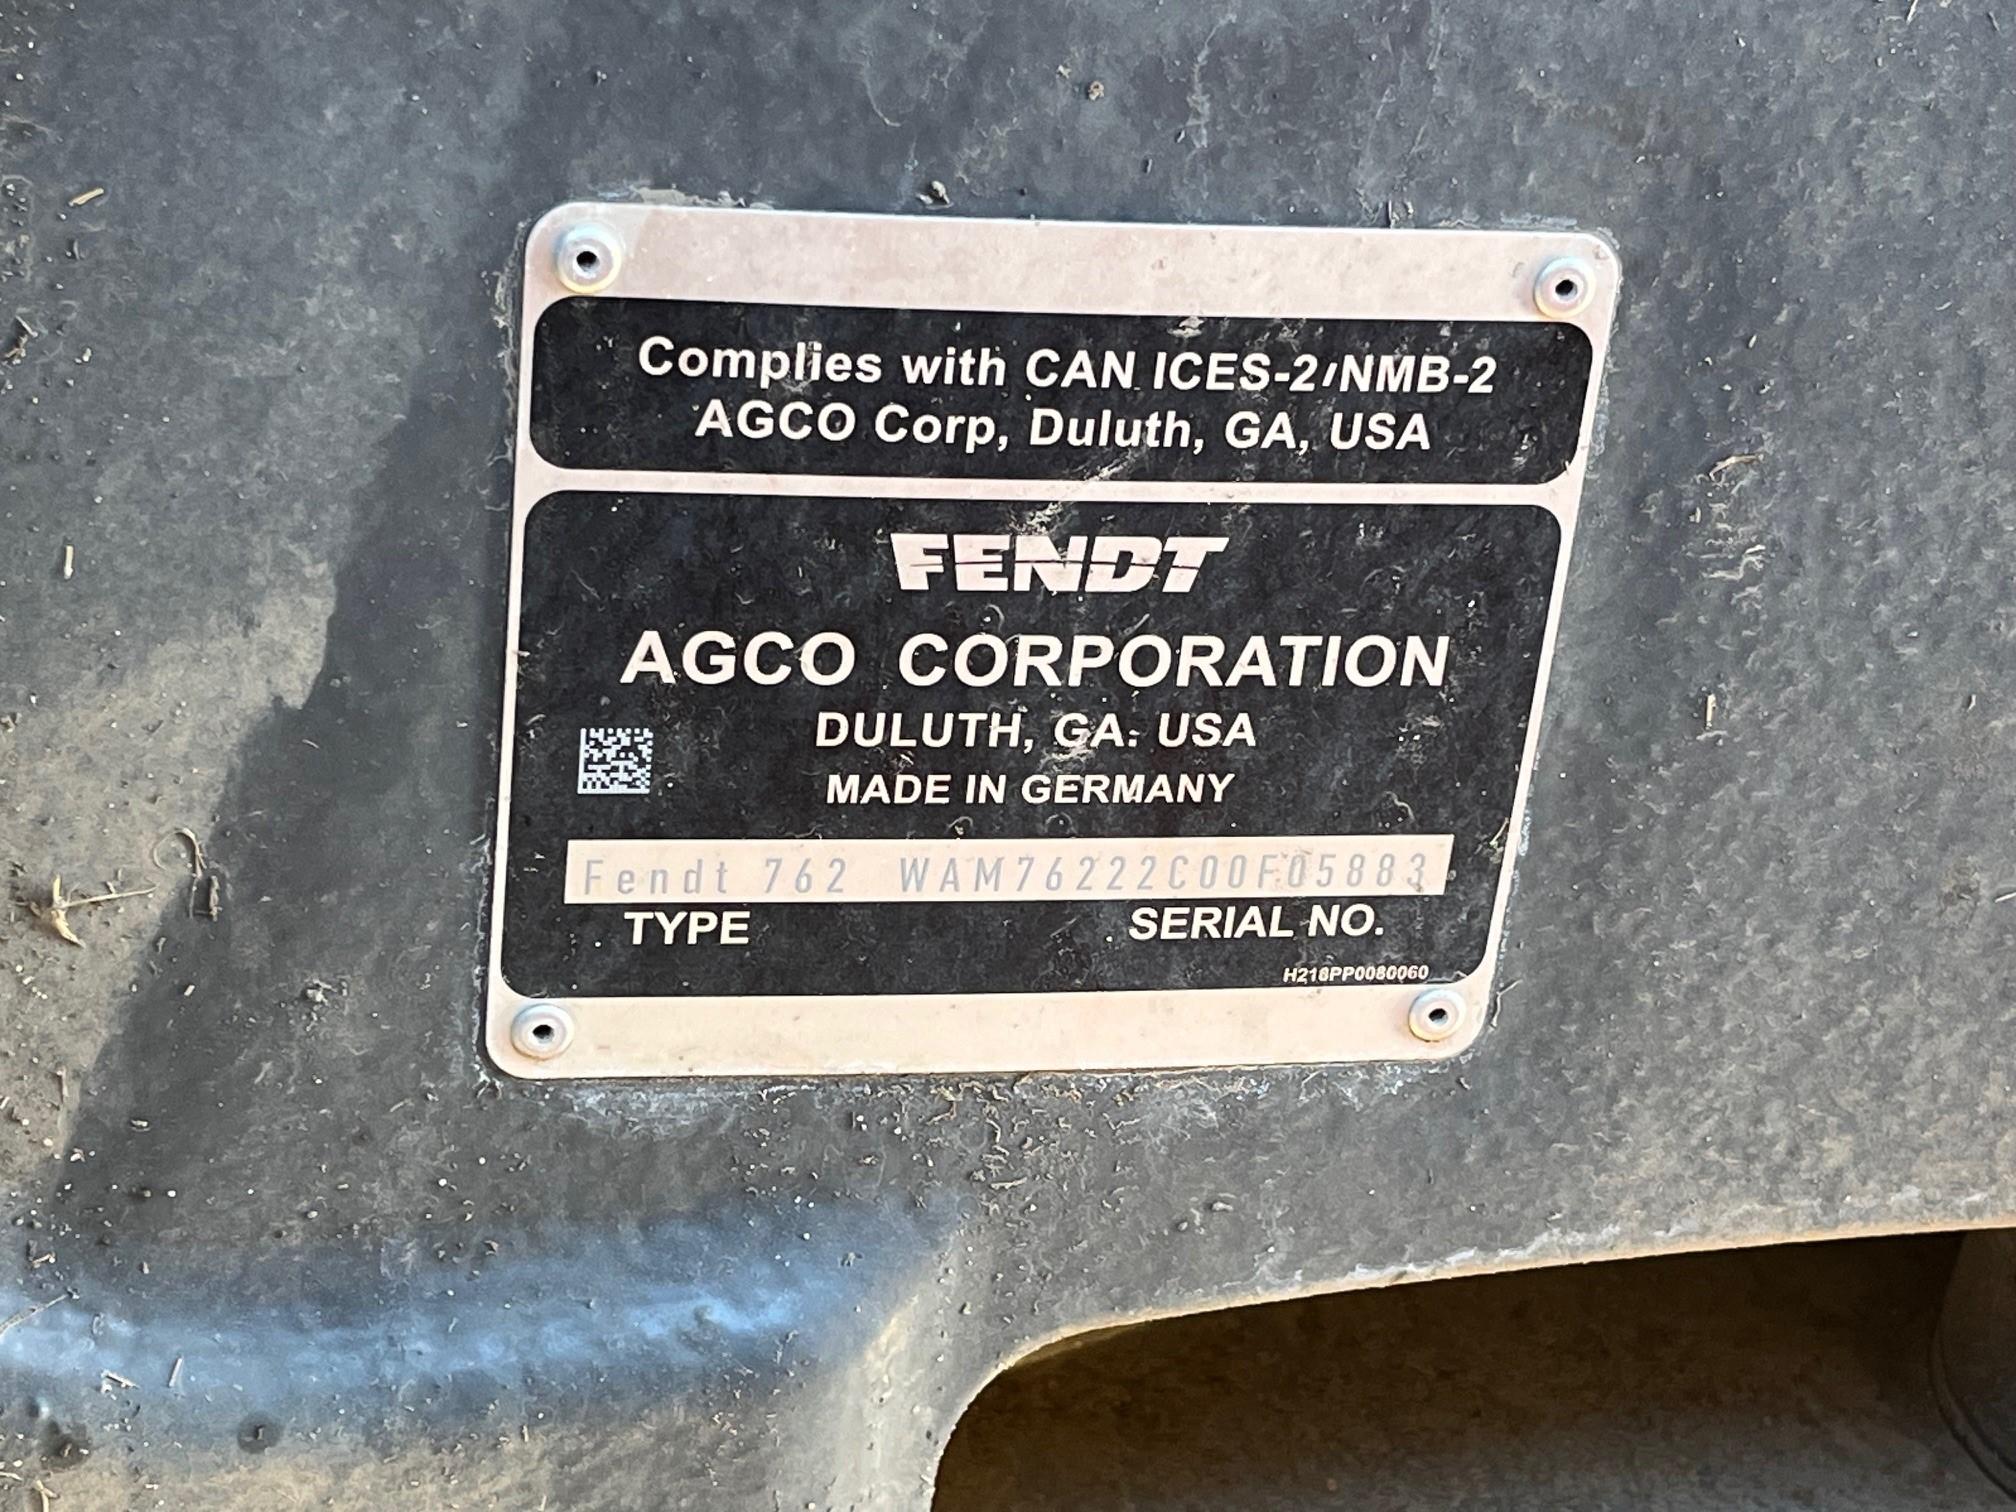 Complies with CAN ICES-2/NMB-2
AGCO Corp, Duluth, GA, USA
FENDT
AGCO CORPORATION
DULUTH, GA. USA
MADE IN GERMANY
Fendt 762 WAM76222C00F05883
TYPE SERIAL NO.
H218PP0080060